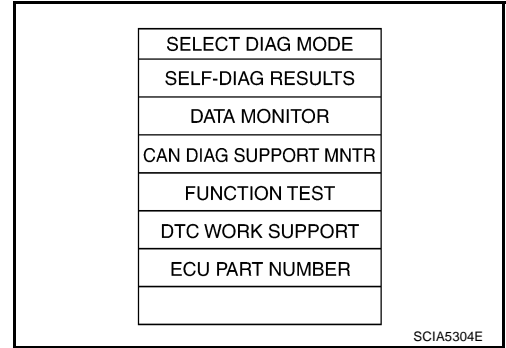 SELECT DIAG MODE
SELF-DIAG RESULTS
DATA MONITOR
CAN DIAG SUPPORT MNTR
FUNCTION TEST
DTC WORK SUPPORT
ECU PART NUMBER
SCIA5304E